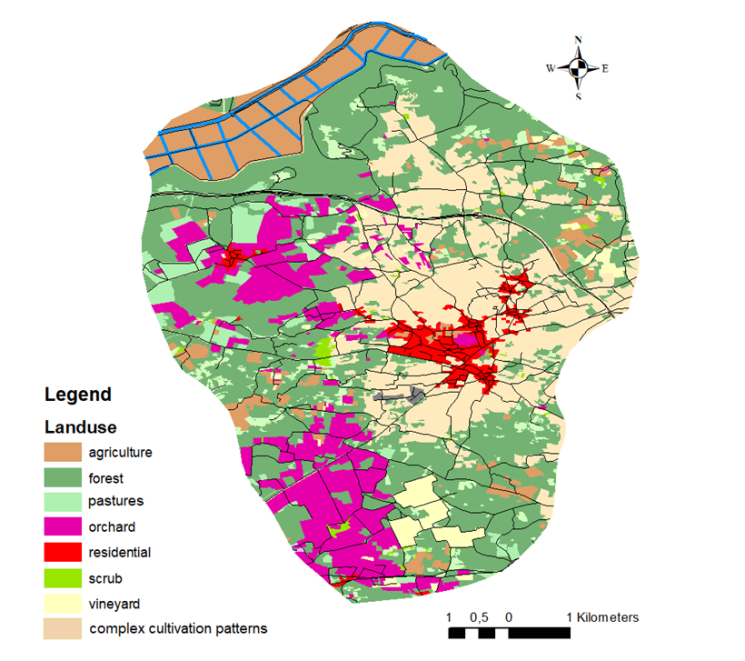 N
W E
S
Legend
Landuse
agriculture
forest
pastures
orchard
residential
scrub
vineyard
complex cultivation patterns
1 0,5 0 1 Kilometers